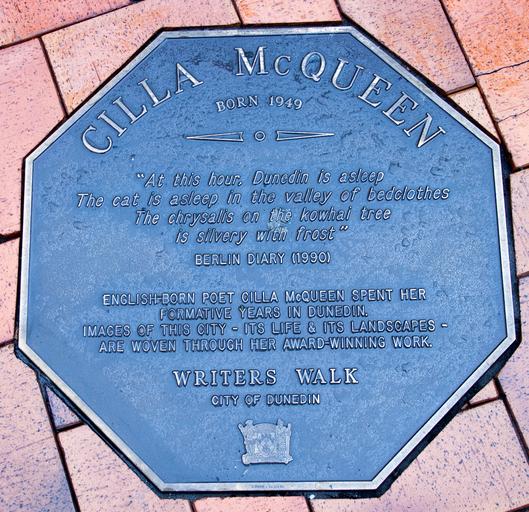 CILLA McQUEEN
BORN 1949
"At this hour, Dunedin is asleep
The cat is asleep in the valley of bedclothes
The chrysalis on the kowhai tree
is silvery with frost"
BERLIN DIARY (1990)
ENGLISH-BORN POET CILLA McQUEEN SPENT HER
FORMATIVE YEARS IN DUNEDIN.
IMAGES OF THIS CITY - ITS LIFE & ITS LANDSCAPES -
ARE WOVEN THROUGH HER AWARD-WINNING WORK.
WRITERS WALK
CITY OF DUNEDIN